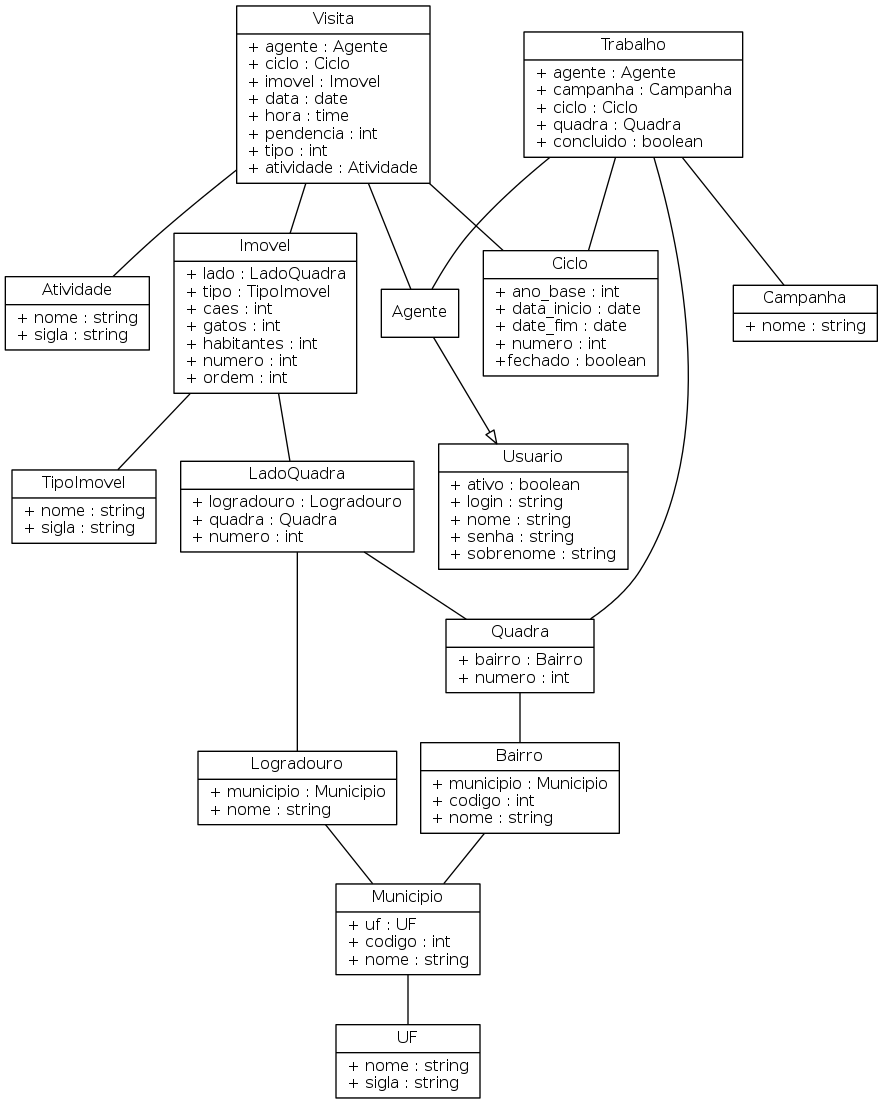 Visita
+ agente : Agente
+ ciclo : Ciclo
+ imovel : Imovel
+ data : date
+ hora : time
+ pendencia : int
+ tipo : int
+ atividade : Atividade
Trabalho
+ agente : Agente
+ campanha : Campanha
+ ciclo : Ciclo
+ quadra : Quadra
+ concluido : boolean
Atividade
+ nome : string
+ sigla : string
Imovel
+ lado : LadoQuadra
+ tipo : TipoImovel
+ caes : int
+ gatos : int
+ habitantes : int
+ numero : int
+ ordem : int
Agente
Ciclo
+ ano_base : int
+ data_inicio : date
+ date_fim : date
+ numero : int
+fechado : boolean
Campanha
+ nome : string
TipoImovel
+ nome : string
+ sigla : string
LadoQuadra
+ logradouro : Logradouro
+ quadra : Quadra
+ numero : int
Usuario
+ ativo : boolean
+ login : string
+ nome : string
+ senha : string
+ sobrenome : string
Quadra
+ bairro : Bairro
+ numero : int
Logradouro
+ municipio : Municipio
+ nome : string
Bairro
+ municipio : Municipio
+ codigo : int
+ nome : string
Municipio
+ uf : UF
+ codigo : int
+ nome : string
UF
+ nome : string
+ sigla : string